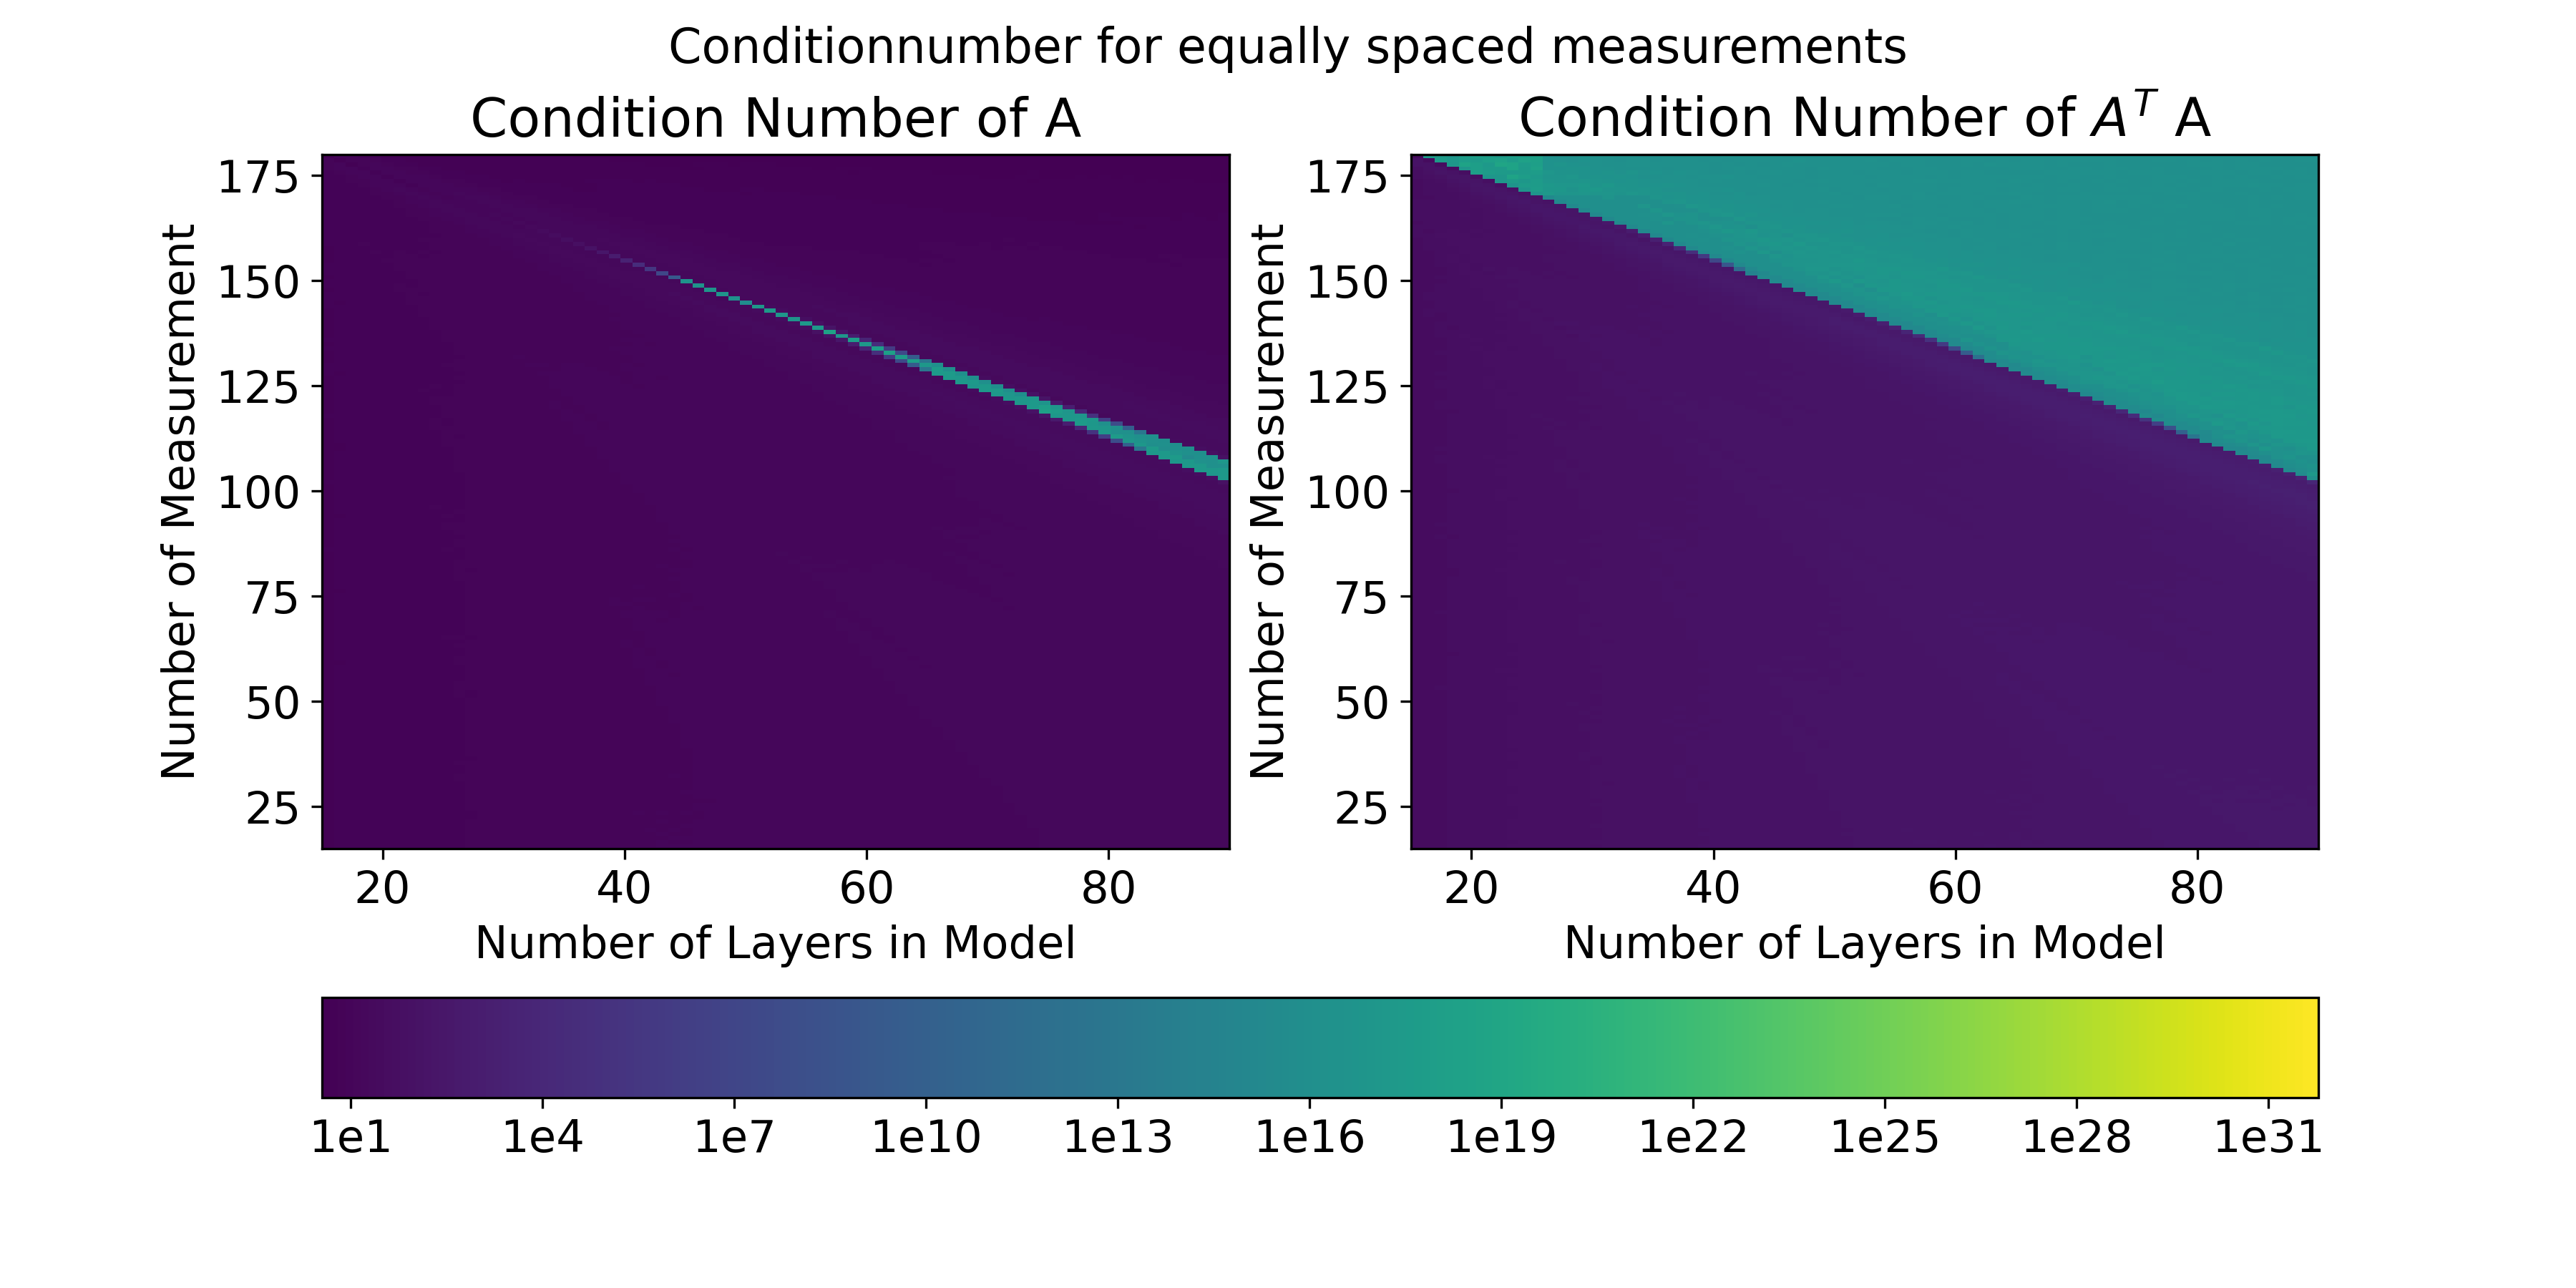 Conditionnumber for equally spaced measurements
Condition Number of A
Number of Measurement
175
150
125
100
75
50
25
20 40 60 80
Number of Layers in Model
Condition Number of A^T A
Number of Measurement
175
150
125
100
75
50
25
20 40 60 80
Number of Layers in Model
1e1 1e4 1e7 1e10 1e13 1e16 1e19 1e22 1e25 1e28 1e31